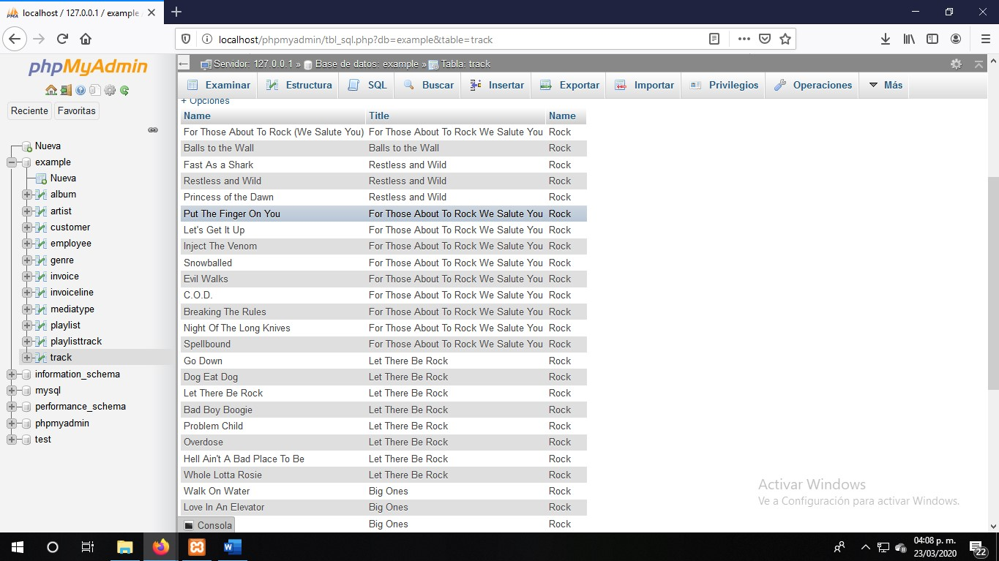 localhost / 127.0.0.1 / example
localhost/phpmyadmin/tbl_sql.php?db=example&table=track
phpMyAdmin
Reciente Favoritas
Nueva
example
Nueva
album
artist
customer
employee
genre
invoice
invoiceline
mediatype
playlist
playlisttrack
track
information_schema
mysql
performance_schema
phpmyadmin
test
Servidor: 127.0.0.1 » Base de datos: example » Tabla: track
Examinar Estructura SQL Buscar Insertar Exportar Importar Privilegios Operaciones Más
+ Opciones
Name Title Name
For Those About To Rock (We Salute You) For Those About To Rock We Salute You Rock
Balls to the Wall Balls to the Wall Rock
Fast As a Shark Restless and Wild Rock
Restless and Wild Restless and Wild Rock
Princess of the Dawn Restless and Wild Rock
Put The Finger On You For Those About To Rock We Salute You Rock
Let's Get It Up For Those About To Rock We Salute You Rock
Inject The Venom For Those About To Rock We Salute You Rock
Snowballed For Those About To Rock We Salute You Rock
Evil Walks For Those About To Rock We Salute You Rock
C.O.D. For Those About To Rock We Salute You Rock
Breaking The Rules For Those About To Rock We Salute You Rock
Night Of The Long Knives For Those About To Rock We Salute You Rock
Spellbound For Those About To Rock We Salute You Rock
Go Down Let There Be Rock Rock
Dog Eat Dog Let There Be Rock Rock
Let There Be Rock Let There Be Rock Rock
Bad Boy Boogie Let There Be Rock Rock
Problem Child Let There Be Rock Rock
Overdose Let There Be Rock Rock
Hell Ain't A Bad Place To Be Let There Be Rock Rock
Whole Lotta Rosie Let There Be Rock Rock
Walk On Water Big Ones Rock
Love In An Elevator Big Ones Rock
Big Ones Rock
Consola
Activar Windows
Ve a Configuración para activar Windows.
04:08 p. m.
23/03/2020
22